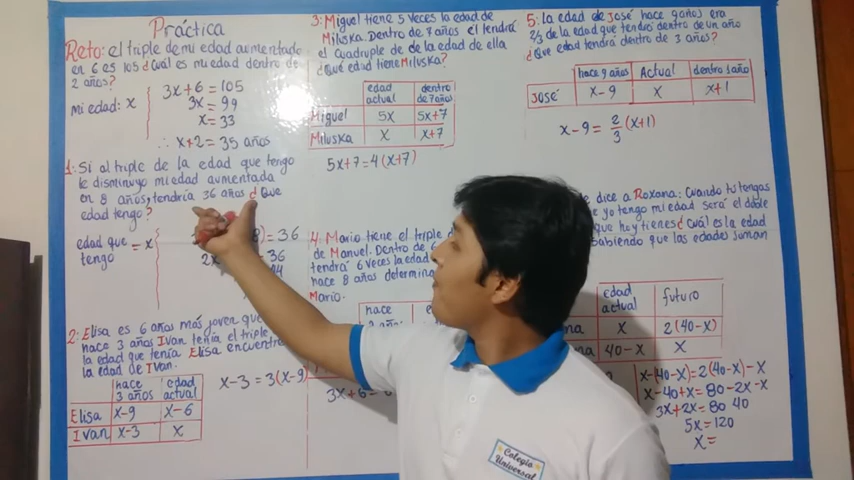 Práctica
Reto: el triple de mi edad aumentado
en 6 es 105 ¿Cuál es mi edad dentro de
2 años?
mi edad: x
3x+6 = 105
3x = 99
x = 33
∴ x+2 = 35 años
1: Si al triple de la edad que tengo
le disminuyo mi edad aumentada
en 8 años, tendría 36 años ¿ Que
edad tengo?
edad que = x
tengo
8) = 36
2x
36
2: Elisa es 6 años más joven que
hace 3 años Ivan tenía el triple
la edad que tenía Elisa encuentra
la edad de Ivan.
hace 3 años
edad actual
Elisa x-9 x-6
Ivan x-3 x
x-3 = 3(x-9)
3: Miguel tiene 5 veces la edad de
Miluska. Dentro de 7 años el tendrá
el cuadruple de de la edad de ella
¿Qué edad tiene Miluska?
edad actual
dentro de 7 años
Miguel 5x 5x+7
Miluska x x+7
5x+7 = 4(x+7)
4: Mario tiene el triple
de Manuel. Dentro de
tendrá 6 veces la edad
hace 8 años determin
Mario.
hace
3x+6 =
5: la edad de José hace 9 años era
2/3 de la edad que tendrá dentro de un año
¿Que edad tendrá dentro de 3 años?
hace 9 años Actual dentro 1 año
JOSÉ x-9 x x+1
x-9 = 2/3 (x+1)
le dice a Roxana: Cuando tu tengas
yo tengo mi edad será el doble
que hoy tienes ¿ Cuál es la edad
sabiendo que las edades suman
edad actual
futuro
na x 2(40-x)
na 40-x x
x-(40-x) = 2(40-x)-x
x-40+x = 80-2x-x
3x+2x = 80 40
5x = 120
x =
Colegio
Universal